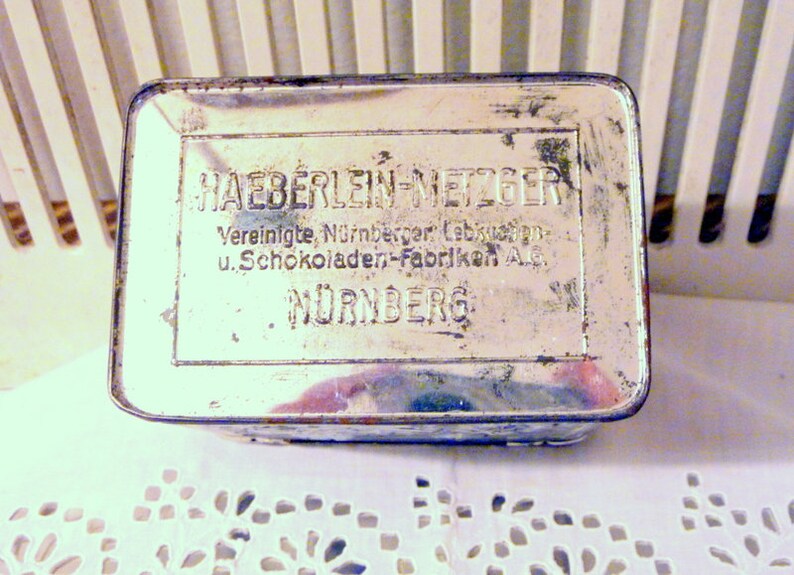 HAEBERLEIN-METZGER
Vereinigte Nürnberger Lebkuchen-
u. Schokoladen-Fabriken A.G.
NÜRNBERG